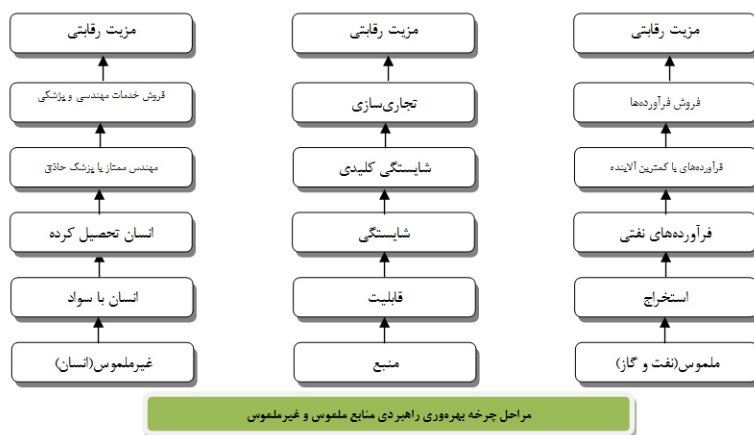 مزیت رقابتی
فروش فرآورده‌ها
فرآورده‌های با کمترین آلاینده
فرآورده‌های نفتی
استخراج
ملموس(نفت و گاز)
مزیت رقابتی
تجاری‌سازی
شایستگی کلیدی
شایستگی
قابلیت
منبع
مزیت رقابتی
فروش خدمات مهندسی و پزشکی
مهندس ممتاز یا پزشک حاذق
انسان تحصیل کرده
انسان با سواد
غیرملموس(انسان)
مراحل چرخه بهره‌وری راهبردی منابع ملموس و غیرملموس